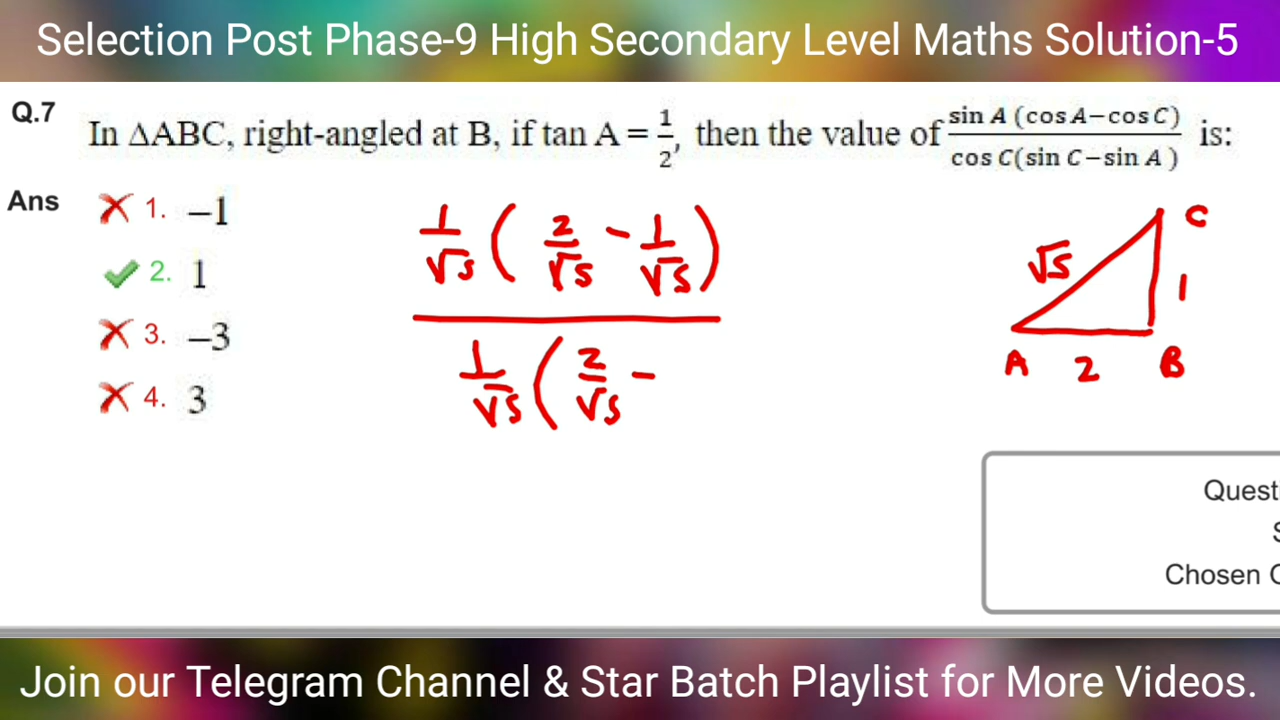 Selection Post Phase-9 High Secondary Level Maths Solution-5
Q.7 In ΔABC, right-angled at B, if tan A = 1/2, then the value of sin A (cos A−cos C) / cos C(sin C−sin A ) is:
Ans
1. −1
2. 1
3. −3
4. 3
1/√5 ( 2/√5 − 1/√5 )
1/√5 ( 2/√5 −
C
√5
1
A 2 B
Quest
Chosen
Join our Telegram Channel & Star Batch Playlist for More Videos.